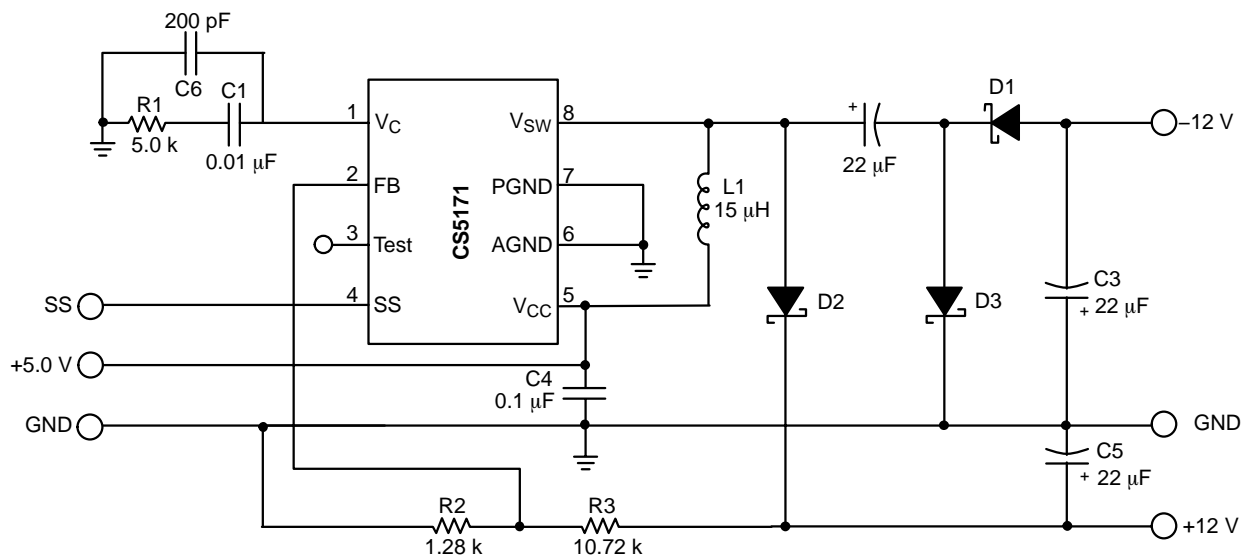 200 pF
C6
C1
R1
5.0 k
0.01 μF
1
V_C
2
FB
3
Test
4
SS
CS5171
V_SW
8
PGND
7
AGND
6
V_CC
5
L1
15 μH
+
22 μF
D1
–12 V
D2
D3
C3
+ 22 μF
SS
+5.0 V
C4
0.1 μF
GND
GND
C5
+ 22 μF
R2
1.28 k
R3
10.72 k
+12 V